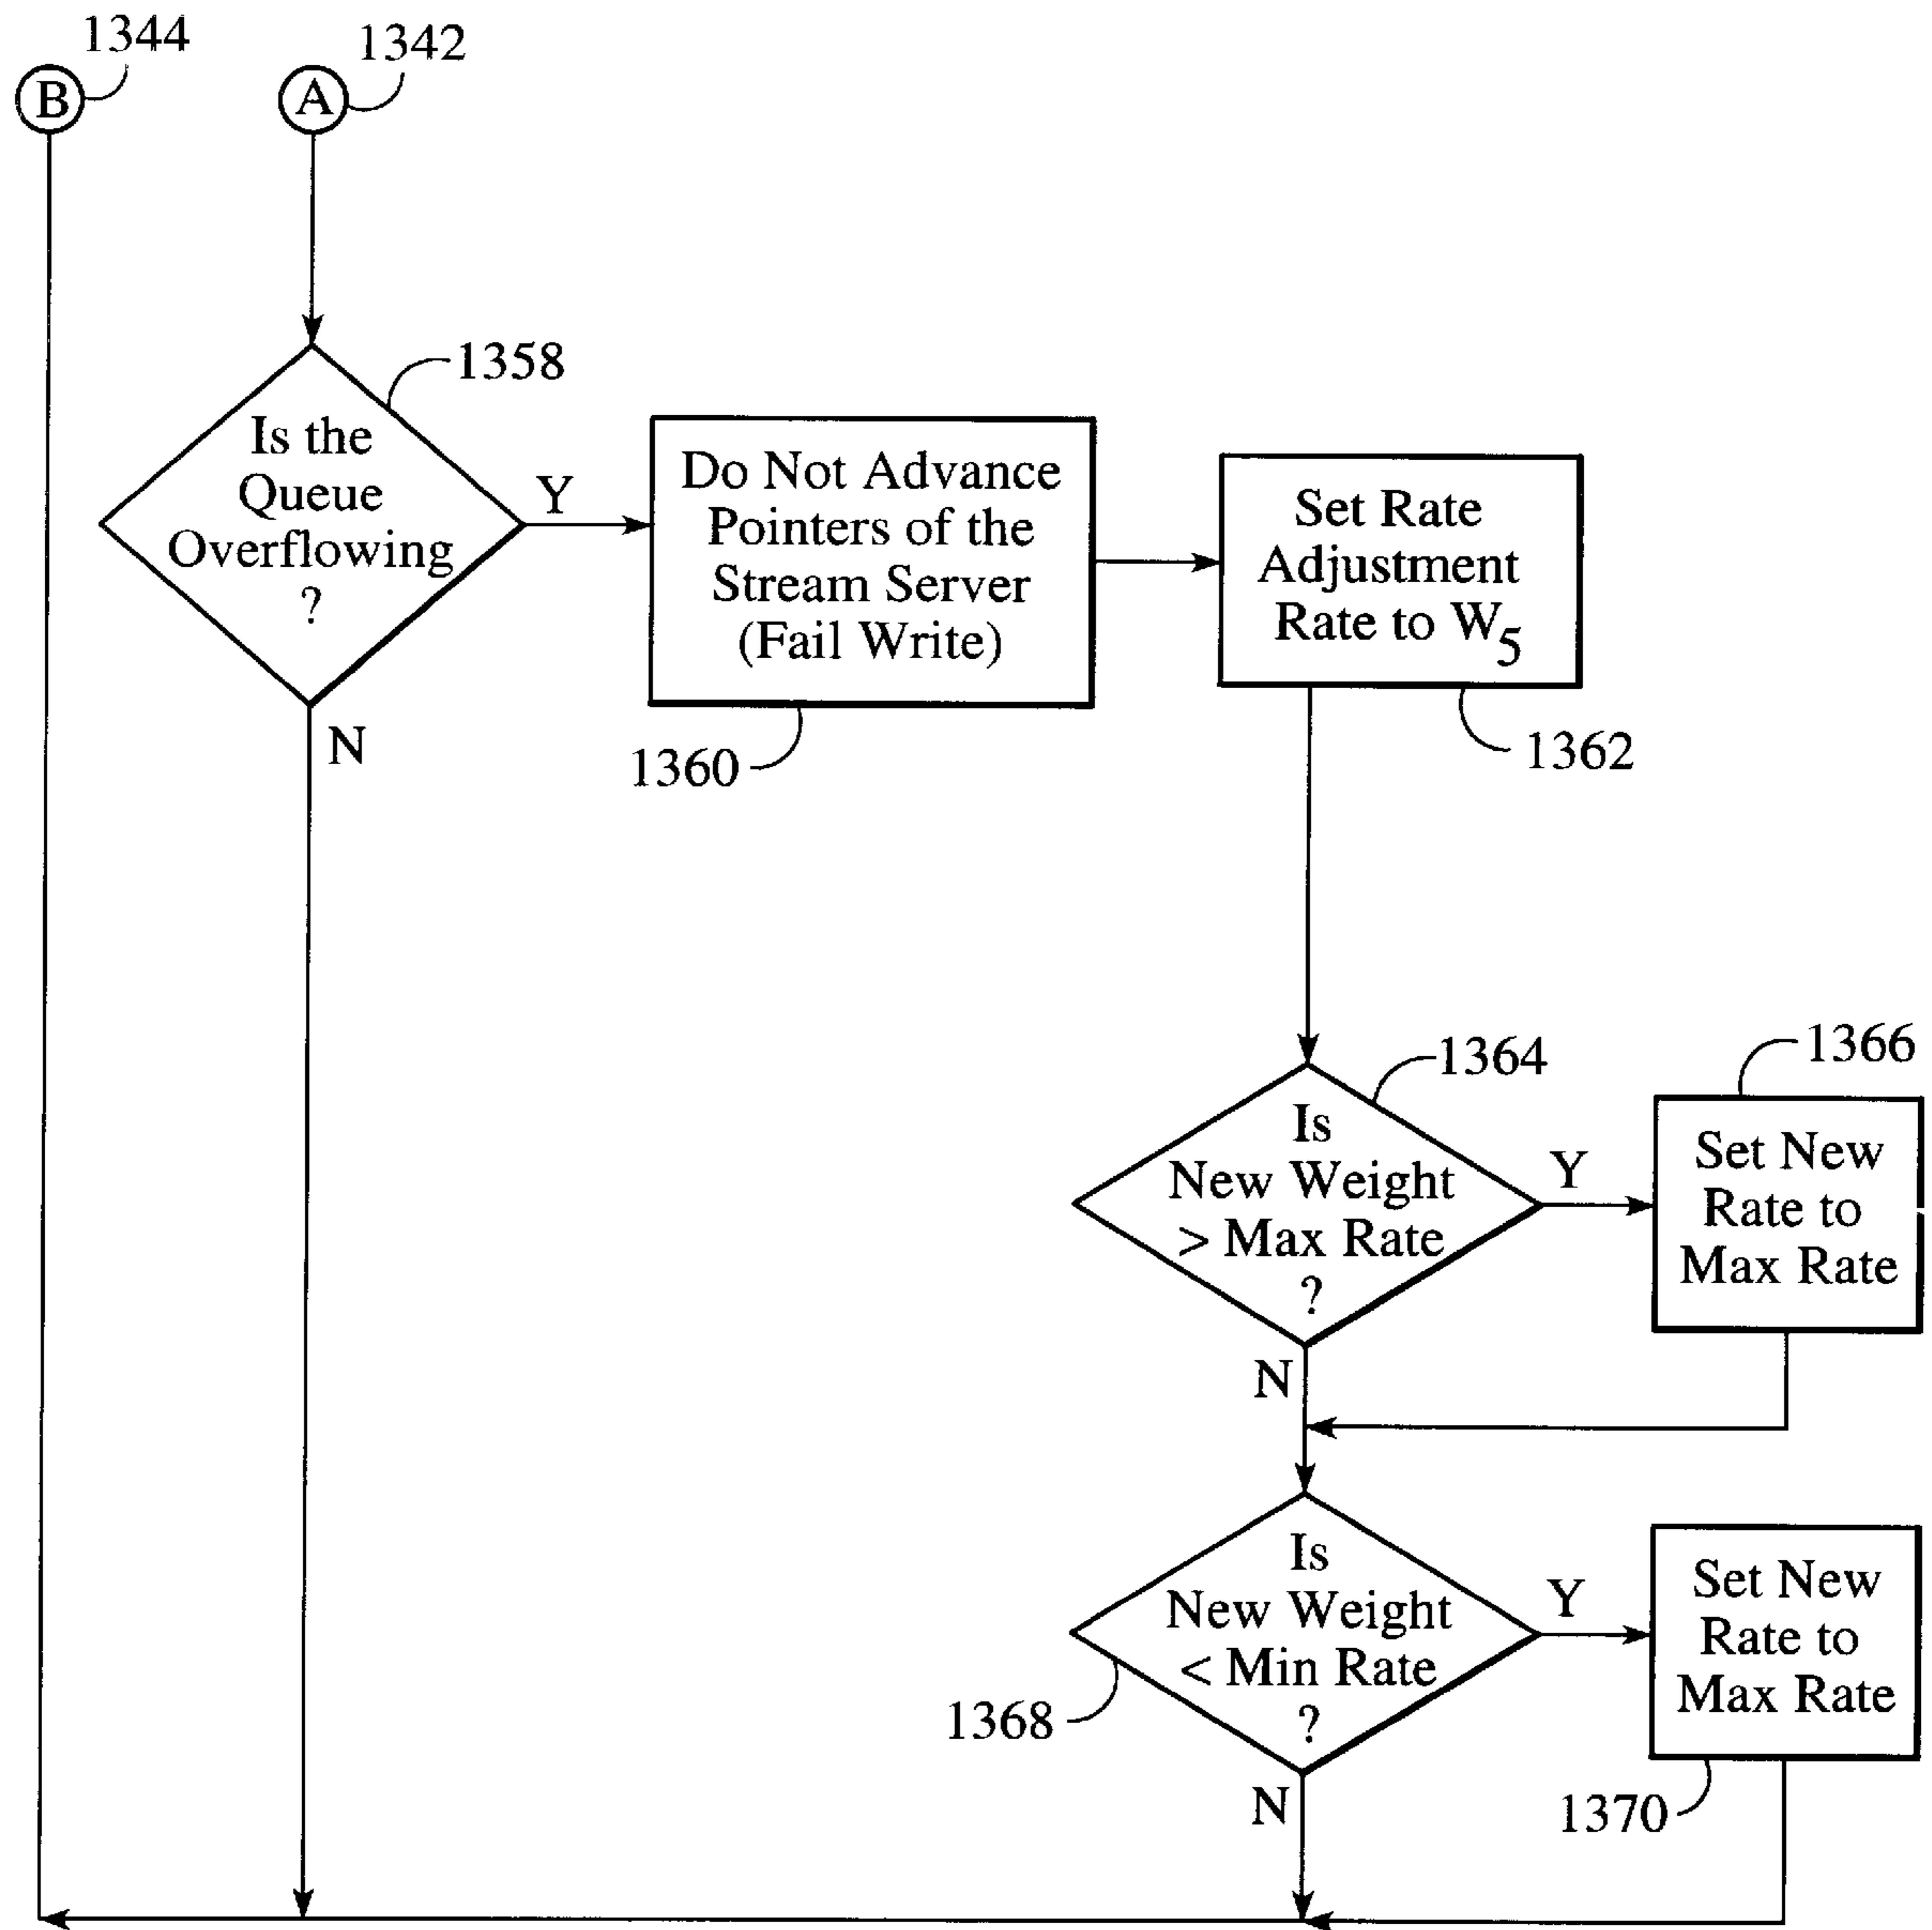 1344
1342
B
A
1358
Is the
Queue
Overflowing
?
Y
N
Do Not Advance
Pointers of the
Stream Server
(Fail Write)
1360
Set Rate
Adjustment
Rate to W5
1362
1364
Is
New Weight
> Max Rate
?
Y
N
1366
Set New
Rate to
Max Rate
Is
New Weight
< Min Rate
?
1368
Y
N
Set New
Rate to
Max Rate
1370